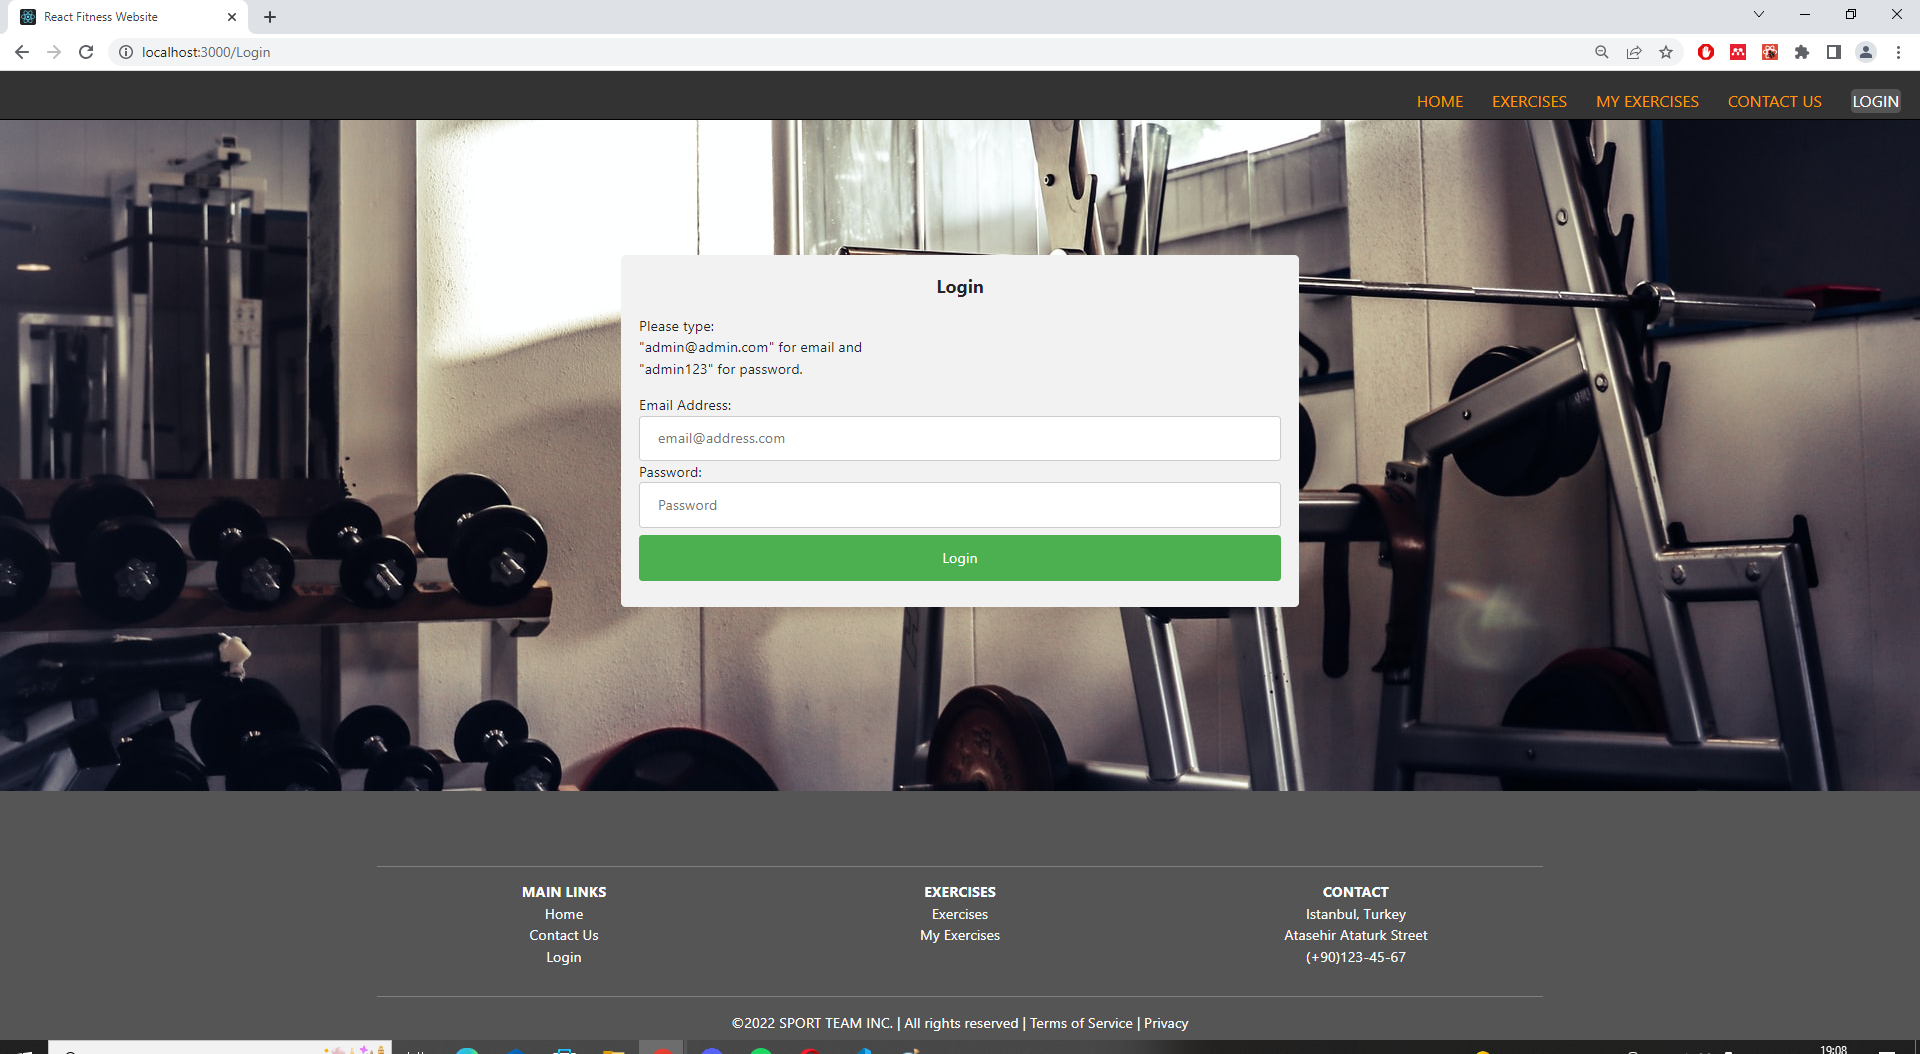 React Fitness Website
localhost:3000/Login
HOME EXERCISES MY EXERCISES CONTACT US LOGIN
Login
Please type:
"admin@admin.com" for email and
"admin123" for password.
Email Address:
email@address.com
Password:
Password
Login
MAIN LINKS
Home
Contact Us
Login
EXERCISES
Exercises
My Exercises
CONTACT
Istanbul, Turkey
Atasehir Ataturk Street
(+90)123-45-67
©2022 SPORT TEAM INC. | All rights reserved | Terms of Service | Privacy
19:08